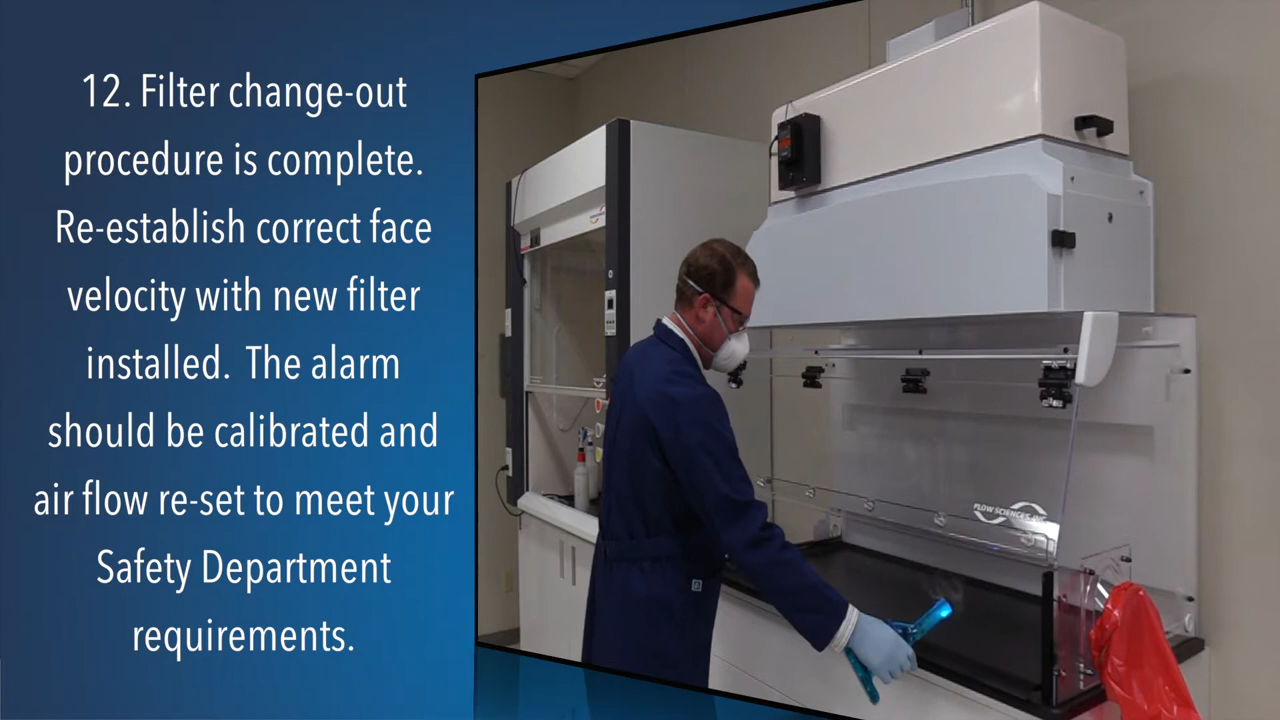 12. Filter change-out
procedure is complete.
Re-establish correct face
velocity with new filter
installed.  The alarm
should be calibrated and
air flow re-set to meet your
Safety Department
requirements.
FLOW SCIENCES, INC.